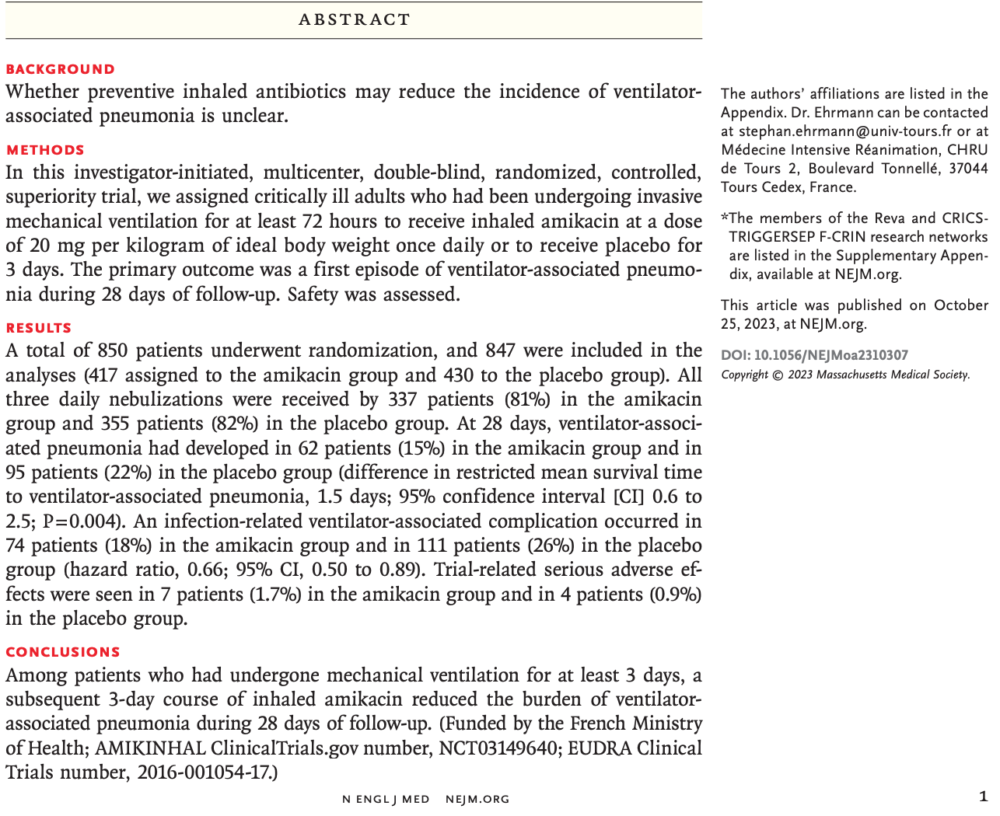 ABSTRACT
BACKGROUND
Whether preventive inhaled antibiotics may reduce the incidence of ventilator-
associated pneumonia is unclear.
METHODS
In this investigator-initiated, multicenter, double-blind, randomized, controlled,
superiority trial, we assigned critically ill adults who had been undergoing invasive
mechanical ventilation for at least 72 hours to receive inhaled amikacin at a dose
of 20 mg per kilogram of ideal body weight once daily or to receive placebo for
3 days. The primary outcome was a first episode of ventilator-associated pneumo-
nia during 28 days of follow-up. Safety was assessed.
RESULTS
A total of 850 patients underwent randomization, and 847 were included in the
analyses (417 assigned to the amikacin group and 430 to the placebo group). All
three daily nebulizations were received by 337 patients (81%) in the amikacin
group and 355 patients (82%) in the placebo group. At 28 days, ventilator-associ-
ated pneumonia had developed in 62 patients (15%) in the amikacin group and in
95 patients (22%) in the placebo group (difference in restricted mean survival time
to ventilator-associated pneumonia, 1.5 days; 95% confidence interval [CI] 0.6 to
2.5; P=0.004). An infection-related ventilator-associated complication occurred in
74 patients (18%) in the amikacin group and in 111 patients (26%) in the placebo
group (hazard ratio, 0.66; 95% CI, 0.50 to 0.89). Trial-related serious adverse ef-
fects were seen in 7 patients (1.7%) in the amikacin group and in 4 patients (0.9%)
in the placebo group.
CONCLUSIONS
Among patients who had undergone mechanical ventilation for at least 3 days, a
subsequent 3-day course of inhaled amikacin reduced the burden of ventilator-
associated pneumonia during 28 days of follow-up. (Funded by the French Ministry
of Health; AMIKINHAL ClinicalTrials.gov number, NCT03149640; EUDRA Clinical
Trials number, 2016-001054-17.)
The authors' affiliations are listed in the
Appendix. Dr. Ehrmann can be contacted
at stephan.ehrmann@univ-tours.fr or at
Médecine Intensive Réanimation, CHRU
de Tours 2, Boulevard Tonnellé, 37044
Tours Cedex, France.
*The members of the Reva and CRICS-
TRIGGERSEP F-CRIN research networks
are listed in the Supplementary Appen-
dix, available at NEJM.org.
This article was published on October
25, 2023, at NEJM.org.
DOI: 10.1056/NEJMoa2310307
Copyright © 2023 Massachusetts Medical Society.
N ENGL J MED NEJM.ORG
1